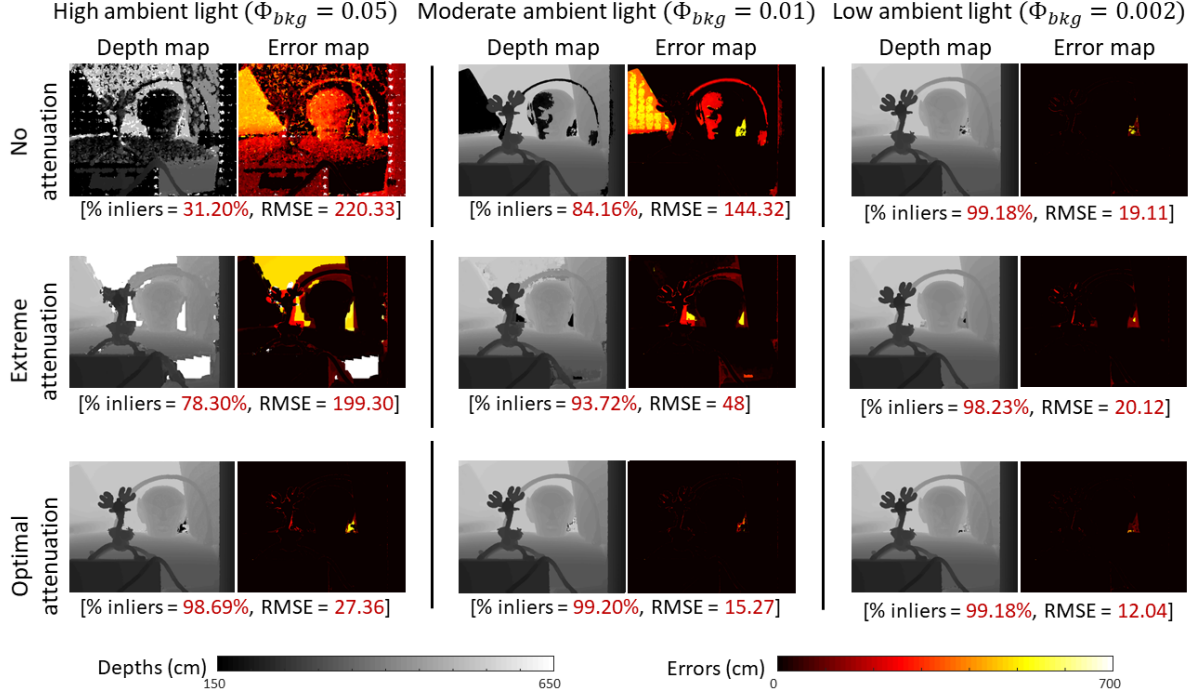 High ambient light (Φ_bkg = 0.05) Moderate ambient light (Φ_bkg = 0.01) Low ambient light (Φ_bkg = 0.002)
Depth map Error map Depth map Error map Depth map Error map
No attenuation
[% inliers = 31.20%, RMSE = 220.33] [% inliers = 84.16%, RMSE = 144.32] [% inliers = 99.18%, RMSE = 19.11]
Extreme attenuation
[% inliers = 78.30%, RMSE = 199.30] [% inliers = 93.72%, RMSE = 48] [% inliers = 98.23%, RMSE = 20.12]
Optimal attenuation
[% inliers = 98.69%, RMSE = 27.36] [% inliers = 99.20%, RMSE = 15.27] [% inliers = 99.18%, RMSE = 12.04]
Depths (cm) Errors (cm)
150 650 0 700